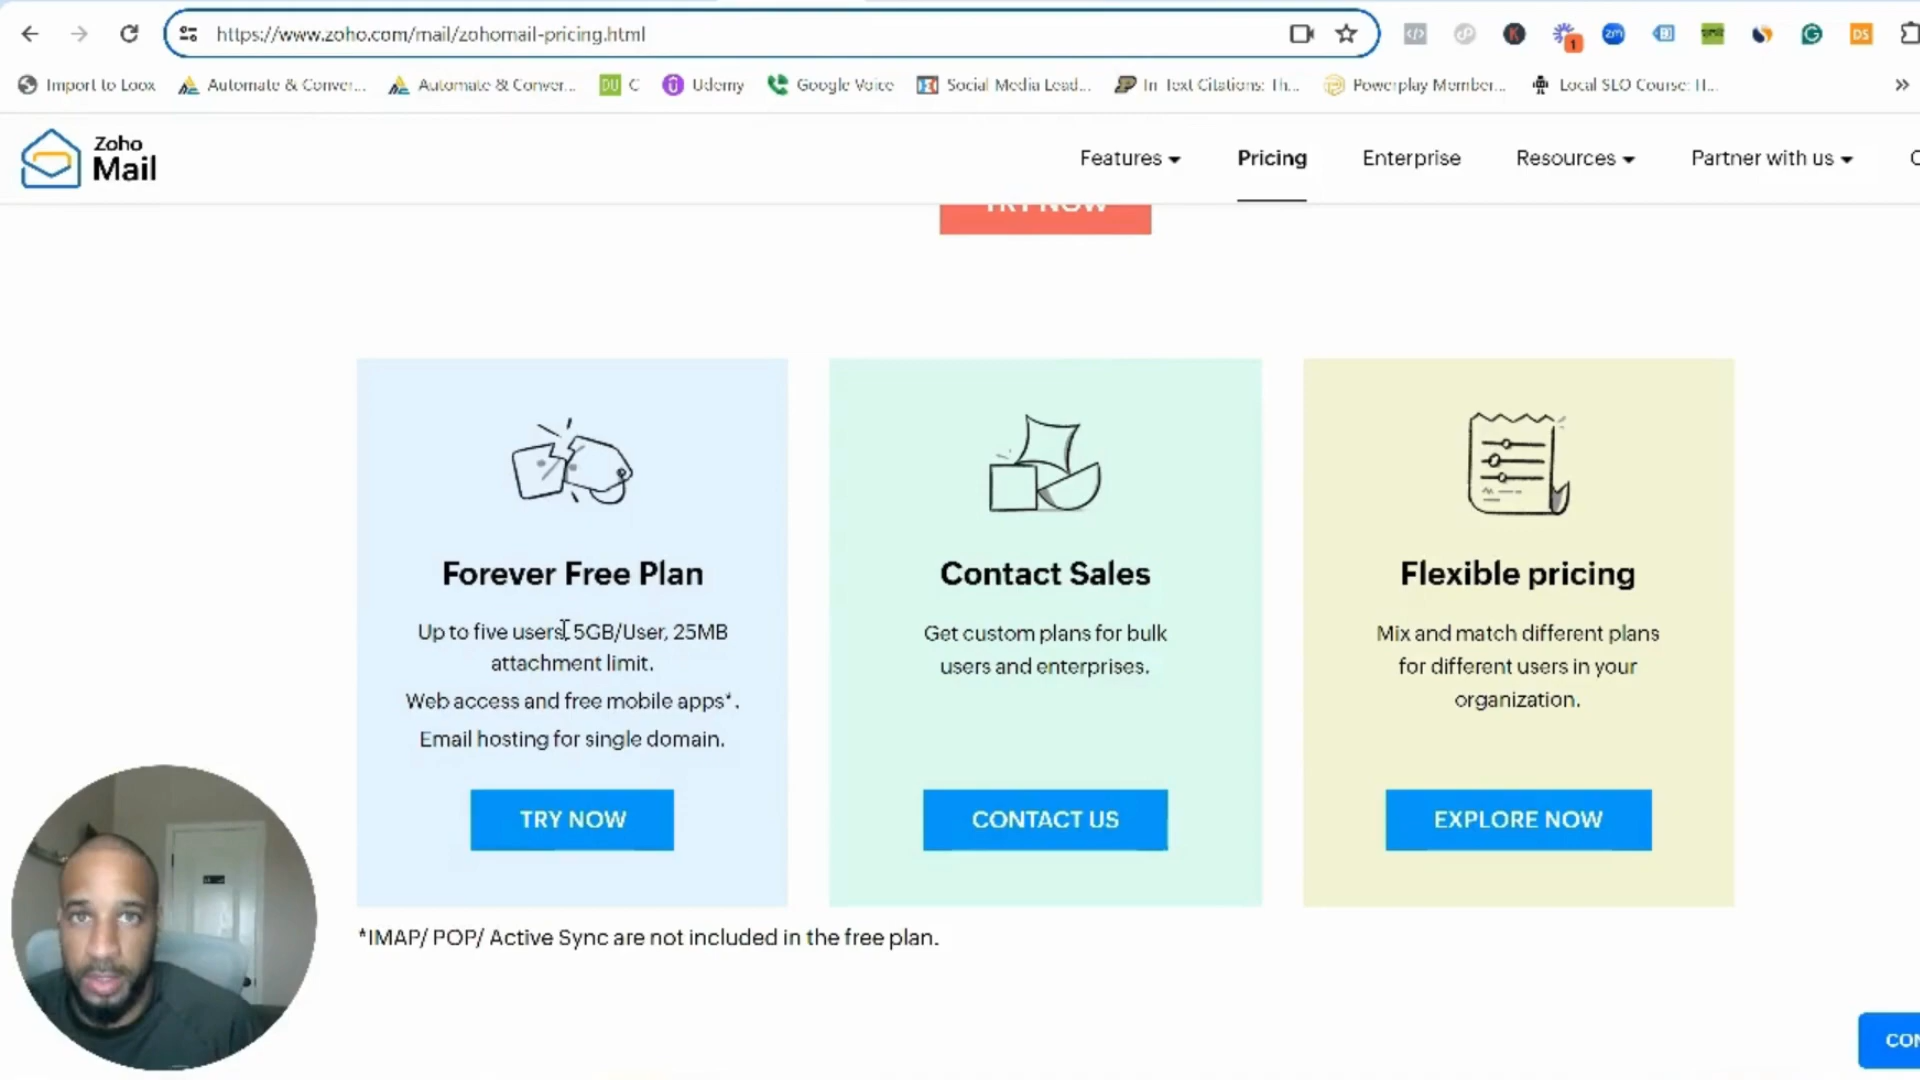 https://www.zoho.com/mail/zohomail-pricing.html
Import to Loox
Automate & Conver...
Automate & Conver...
DU C
Udemy
Google Voice
Social Media Lead...
In Text Citations: Th...
Powerplay Member...
Local SLO Course: H...
Zoho
Mail
Features
Pricing
Enterprise
Resources
Partner with us
TRY NOW
Forever Free Plan
Up to five users, 5GB/User, 25MB
attachment limit.
Web access and free mobile apps*.
Email hosting for single domain.
TRY NOW
Contact Sales
Get custom plans for bulk
users and enterprises.
CONTACT US
Flexible pricing
Mix and match different plans
for different users in your
organization.
EXPLORE NOW
*IMAP/ POP/ Active Sync are not included in the free plan.